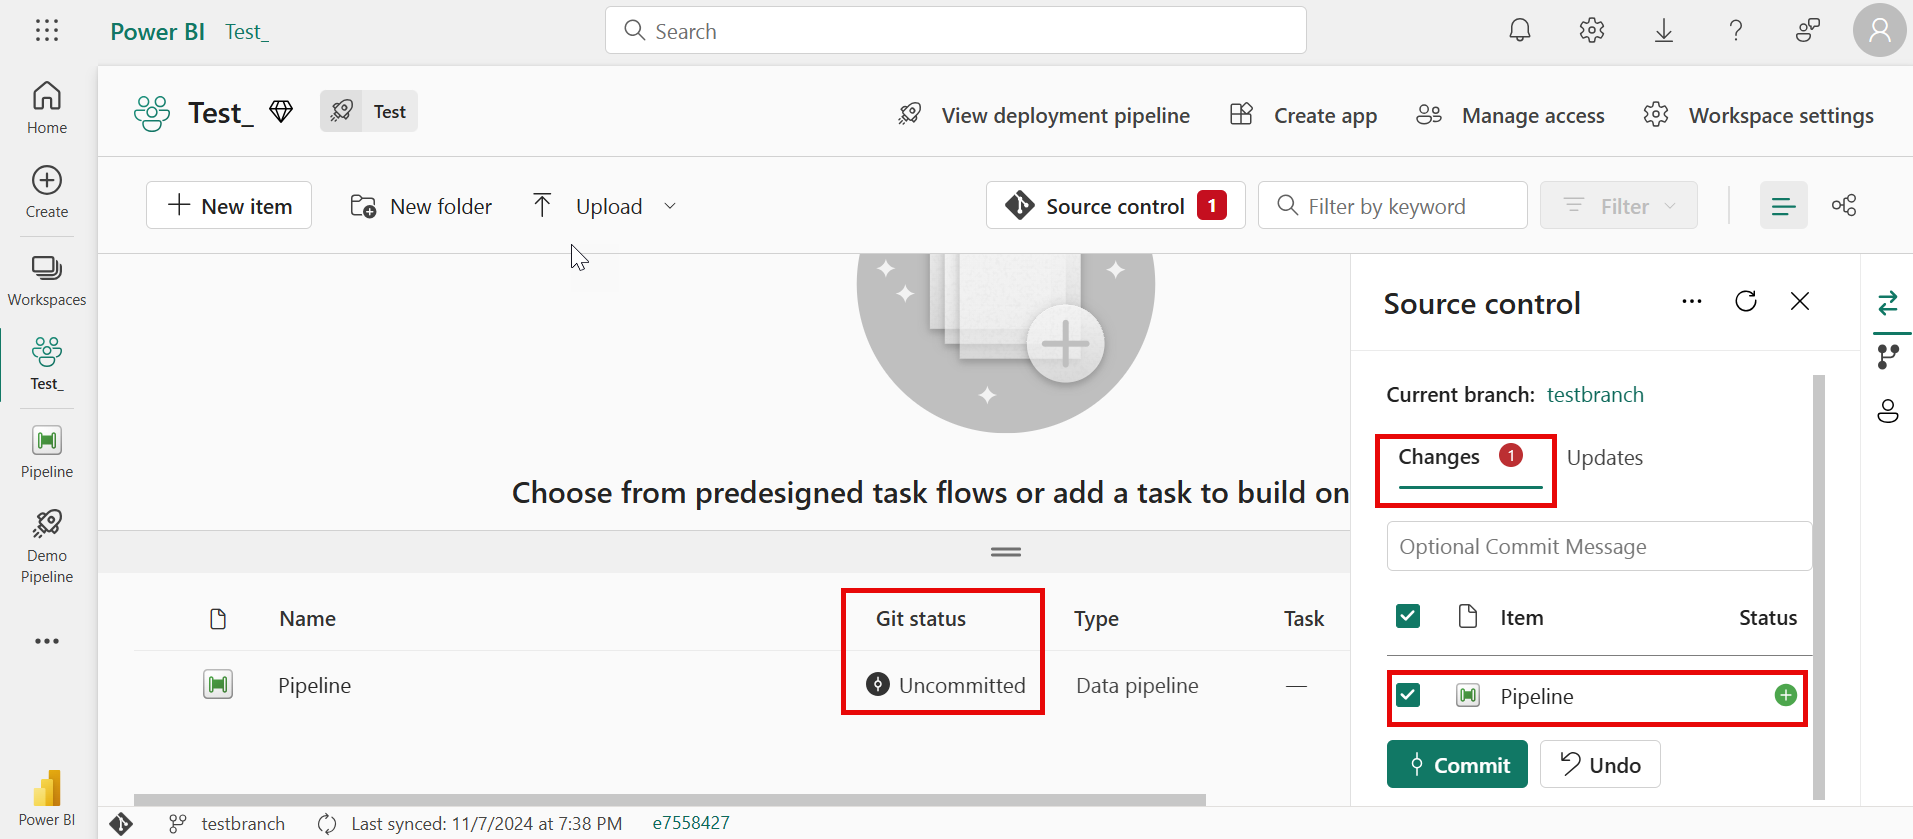 Power BI Test_
Search
Home
Create
Workspaces
Test_
Pipeline
Demo
Pipeline
Power BI
Test_
Test
View deployment pipeline
Create app
Manage access
Workspace settings
New item
New folder
Upload
Source control 1
Filter by keyword
Filter
Choose from predesigned task flows or add a task to build on
Name Git status Type Task
Pipeline Uncommitted Data pipeline —
Source control
Current branch: testbranch
Changes 1 Updates
Optional Commit Message
Item Status
Pipeline
Commit Undo
testbranch Last synced: 11/7/2024 at 7:38 PM e7558427